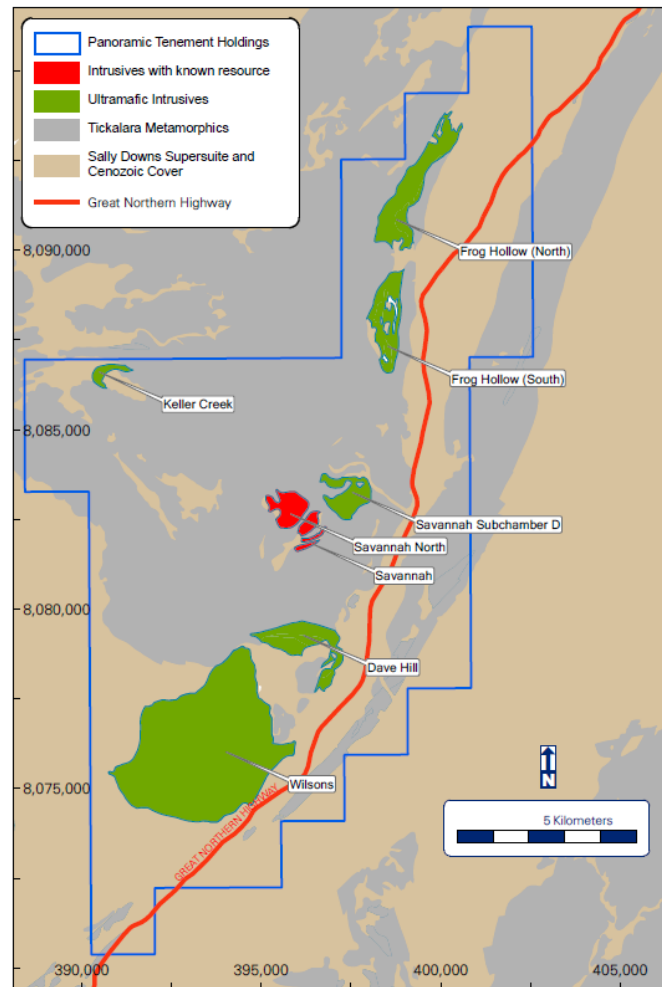 Panoramic Tenement Holdings
Intrusives with known resource
Ultramafic Intrusives
Tickalara Metamorphics
Sally Downs Supersuite and
Cenozoic Cover
Great Northern Highway
8,090,000
Frog Hollow (North)
Frog Hollow (South)
Keller Creek
8,085,000
Savannah Subchamber D
Savannah North
Savannah
8,080,000
Dave Hill
Wilsons
8,075,000
N
5 Kilometers
GREAT NORTHERN HIGHWAY
390,000
395,000
400,000
405,000